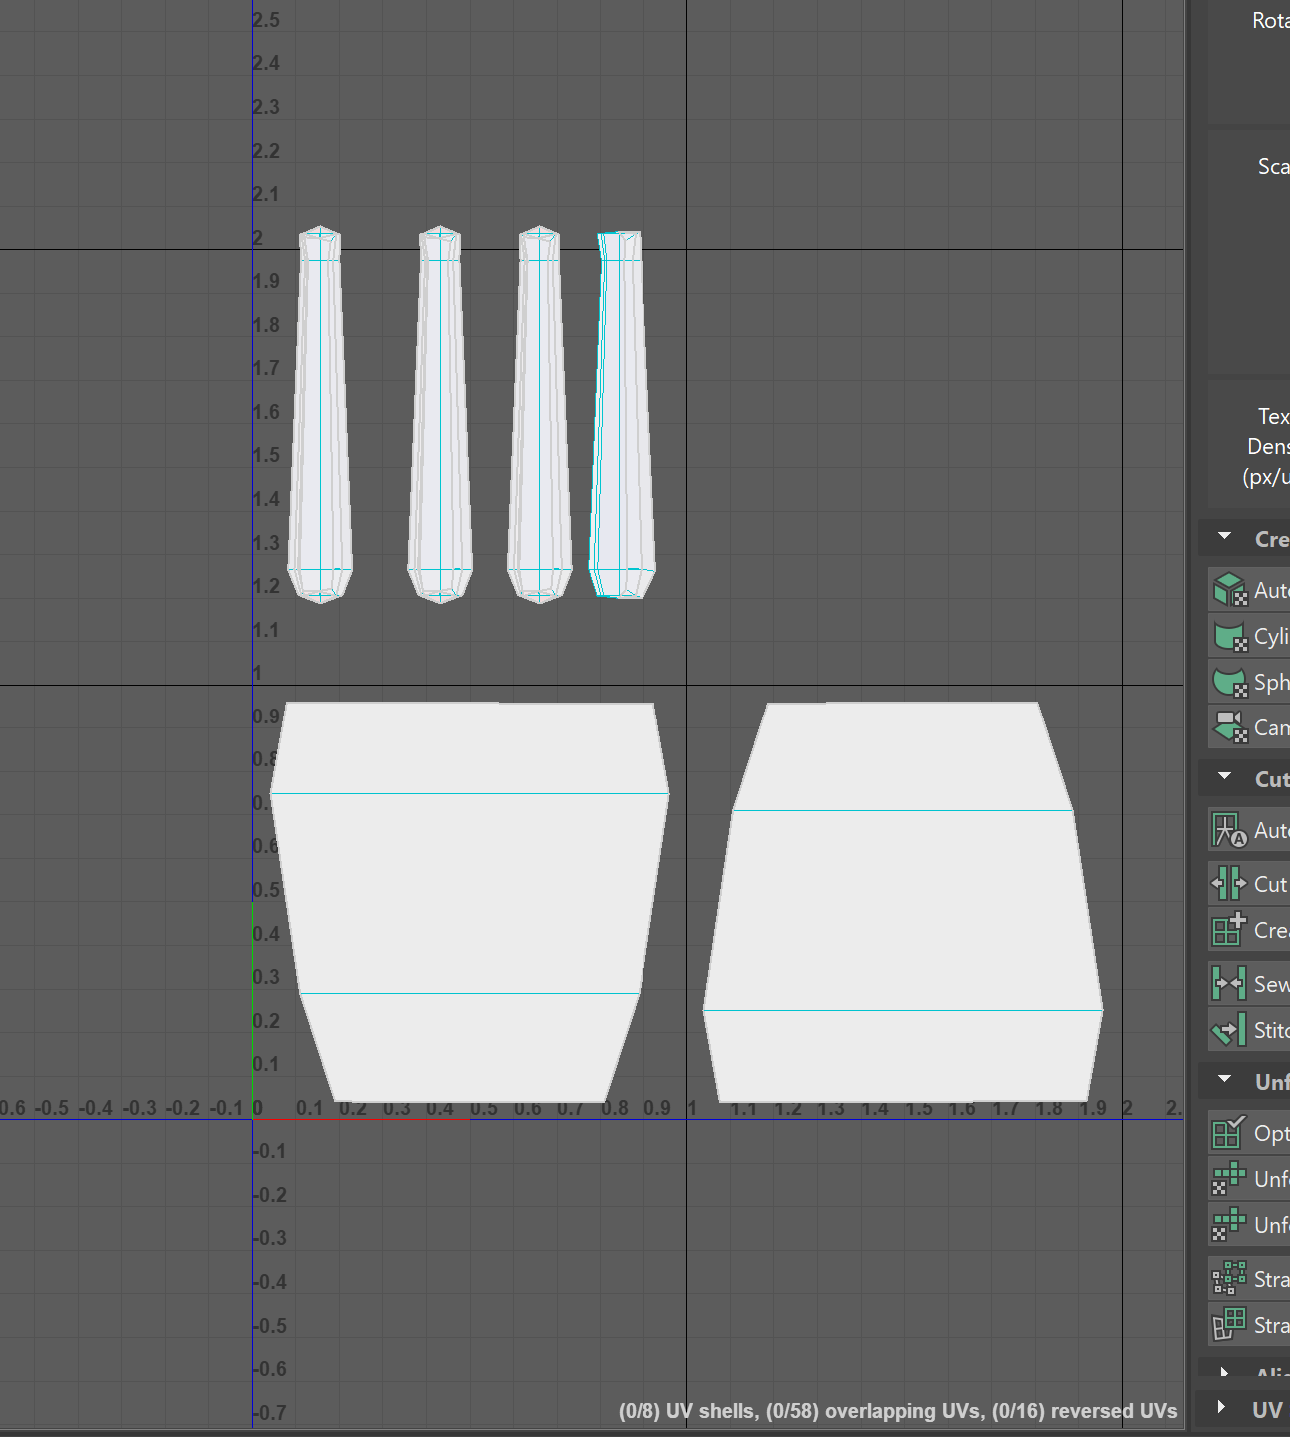 2.5
2.4
2.3
2.2
2.1
2
1.9
1.8
1.7
1.6
1.5
1.4
1.3
1.2
1.1
1
0.9
0.8
0.7
0.6
0.5
0.4
0.3
0.2
0.1
0.6 -0.5 -0.4 -0.3 -0.2 -0.1 0 0.1 0.2 0.3 0.4 0.5 0.6 0.7 0.8 0.9 1 1.1 1.2 1.3 1.4 1.5 1.6 1.7 1.8 1.9 2 2.
-0.1
-0.2
-0.3
-0.4
-0.5
-0.6
-0.7
(0/8) UV shells, (0/58) overlapping UVs, (0/16) reversed UVs
Rota
Sca
Tex
Dens
(px/u
Cre
Auto
Cyli
Sph
Cam
Cut
Auto
Cut
Crea
Sew
Stitc
Unf
Opt
Unfo
Unfo
Stra
Stra
Alig
UV